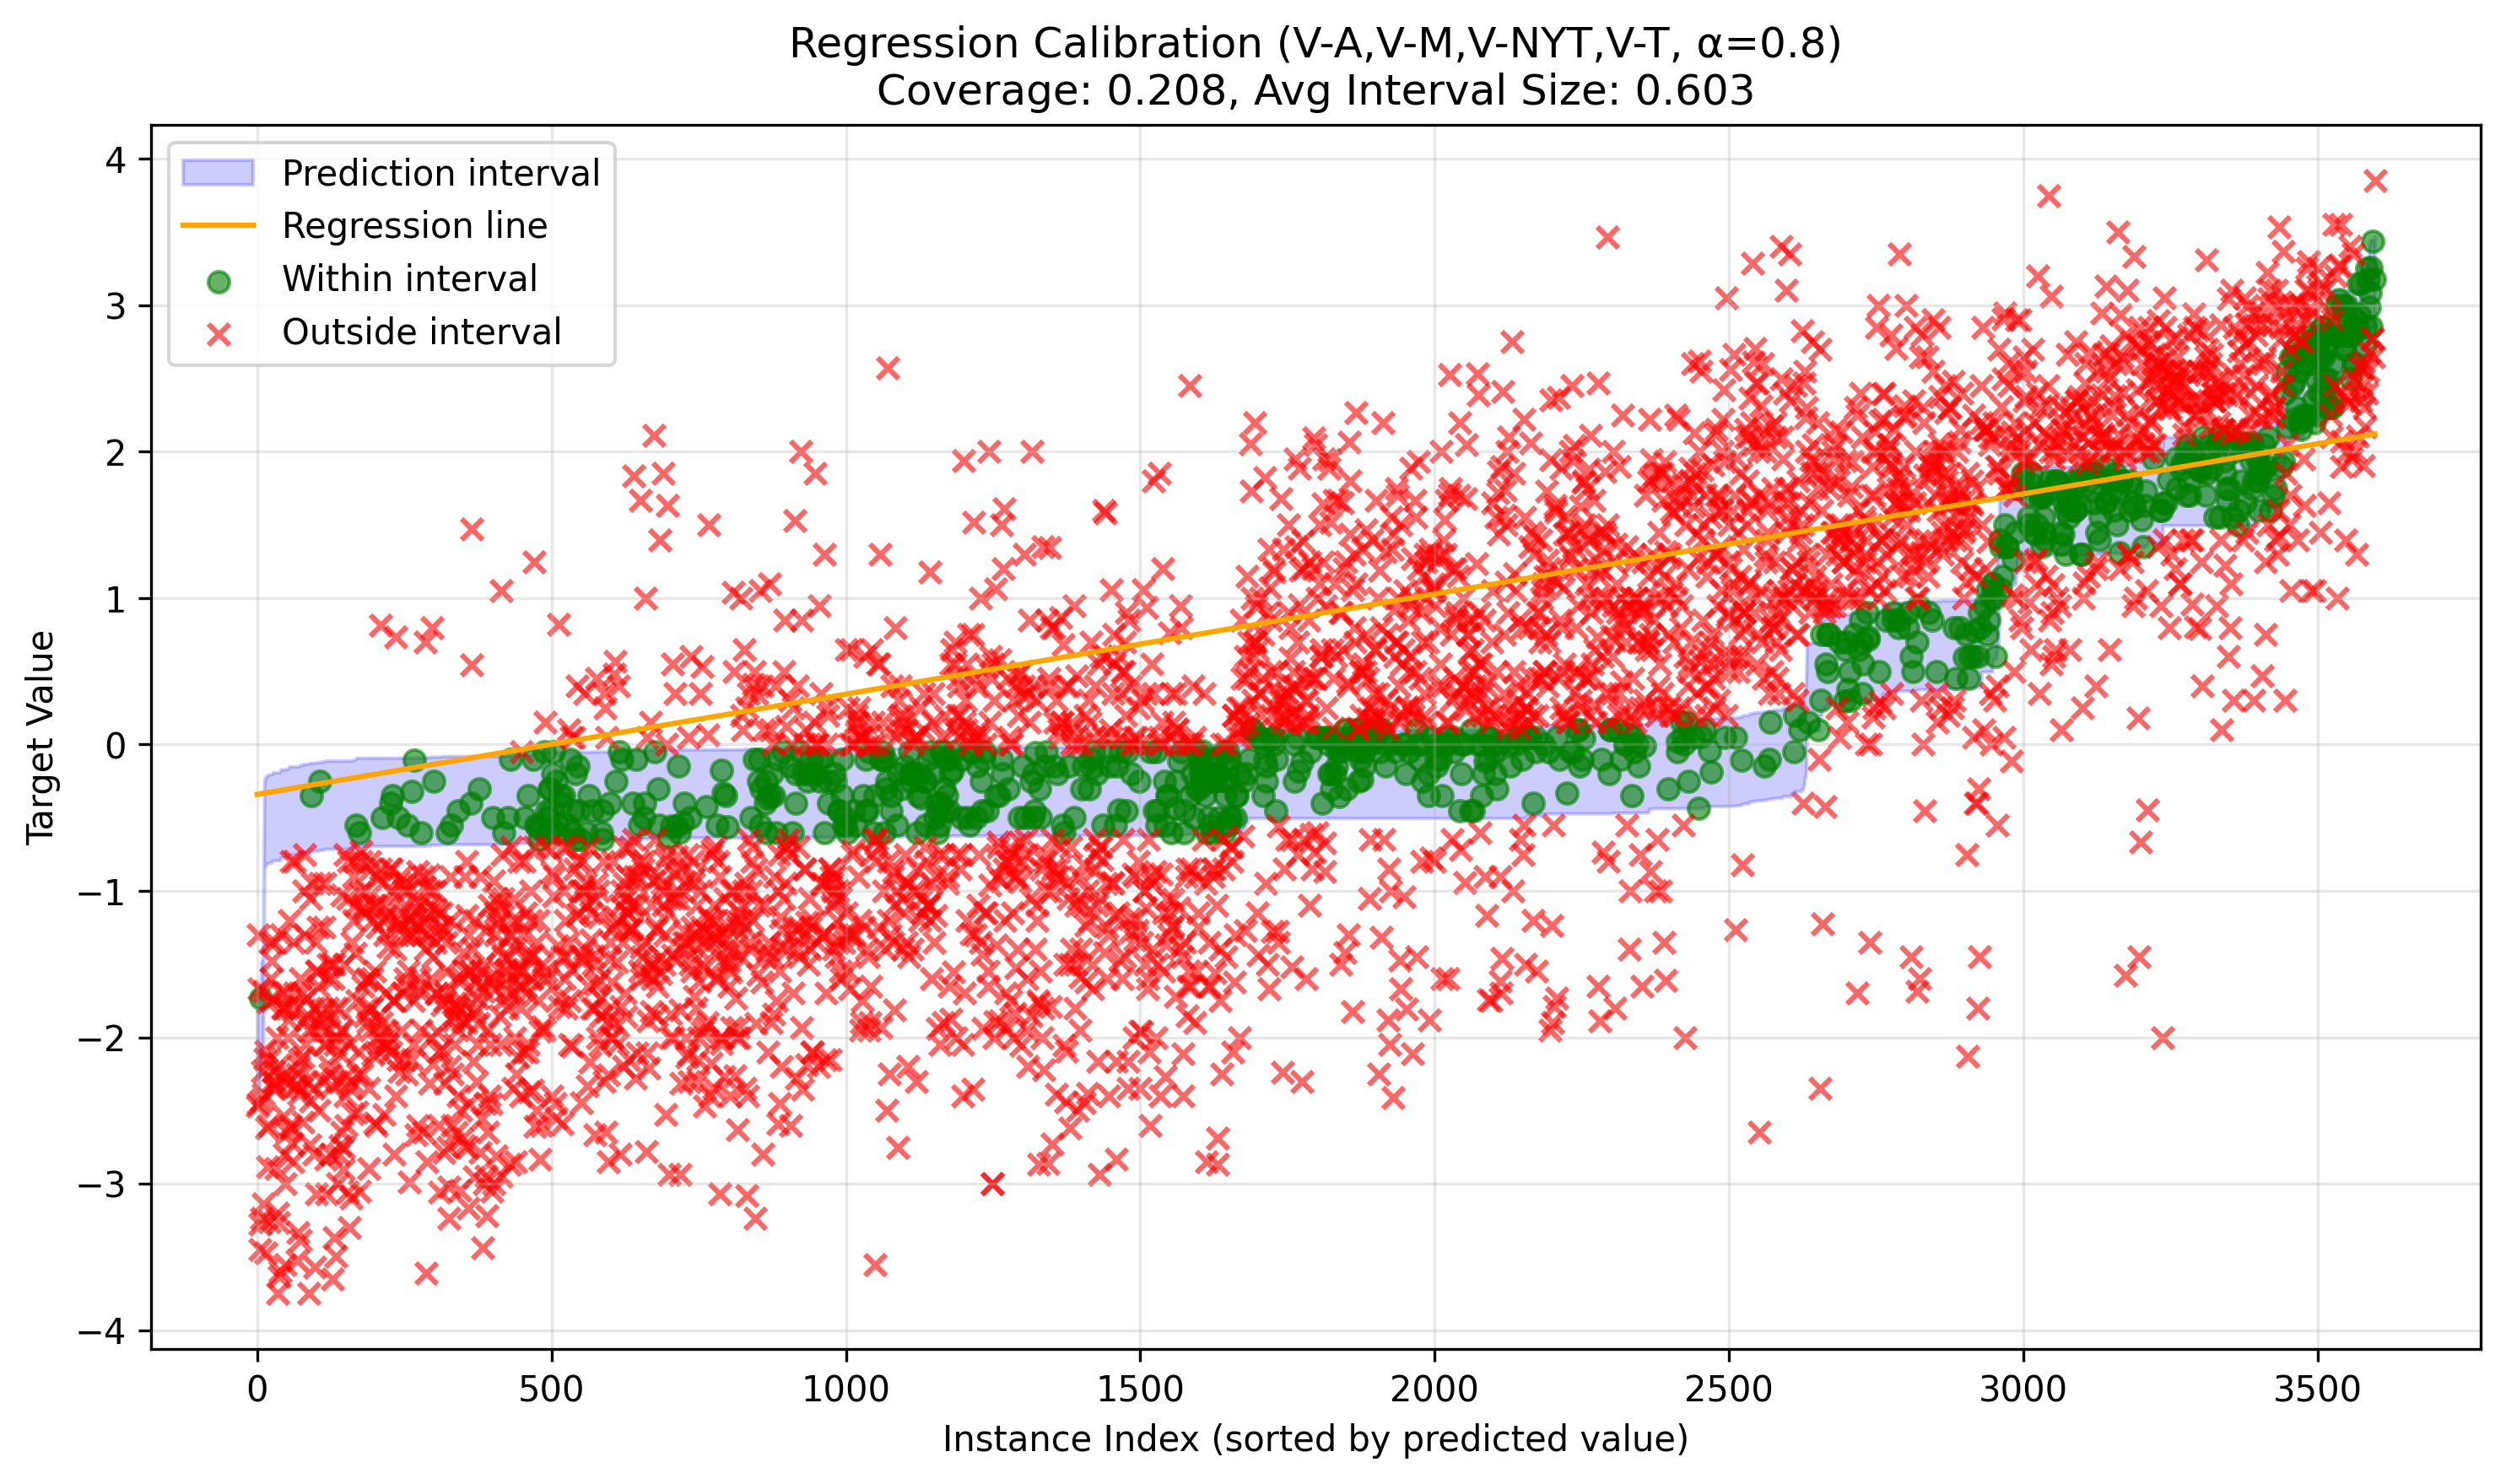 Regression Calibration (V-A,V-M,V-NYT,V-T, α=0.8)
Coverage: 0.208, Avg Interval Size: 0.603
Prediction interval
Regression line
Within interval
Outside interval
4
3
2
1
0
−1
−2
−3
−4
Target Value
0
500
1000
1500
2000
2500
3000
3500
Instance Index (sorted by predicted value)